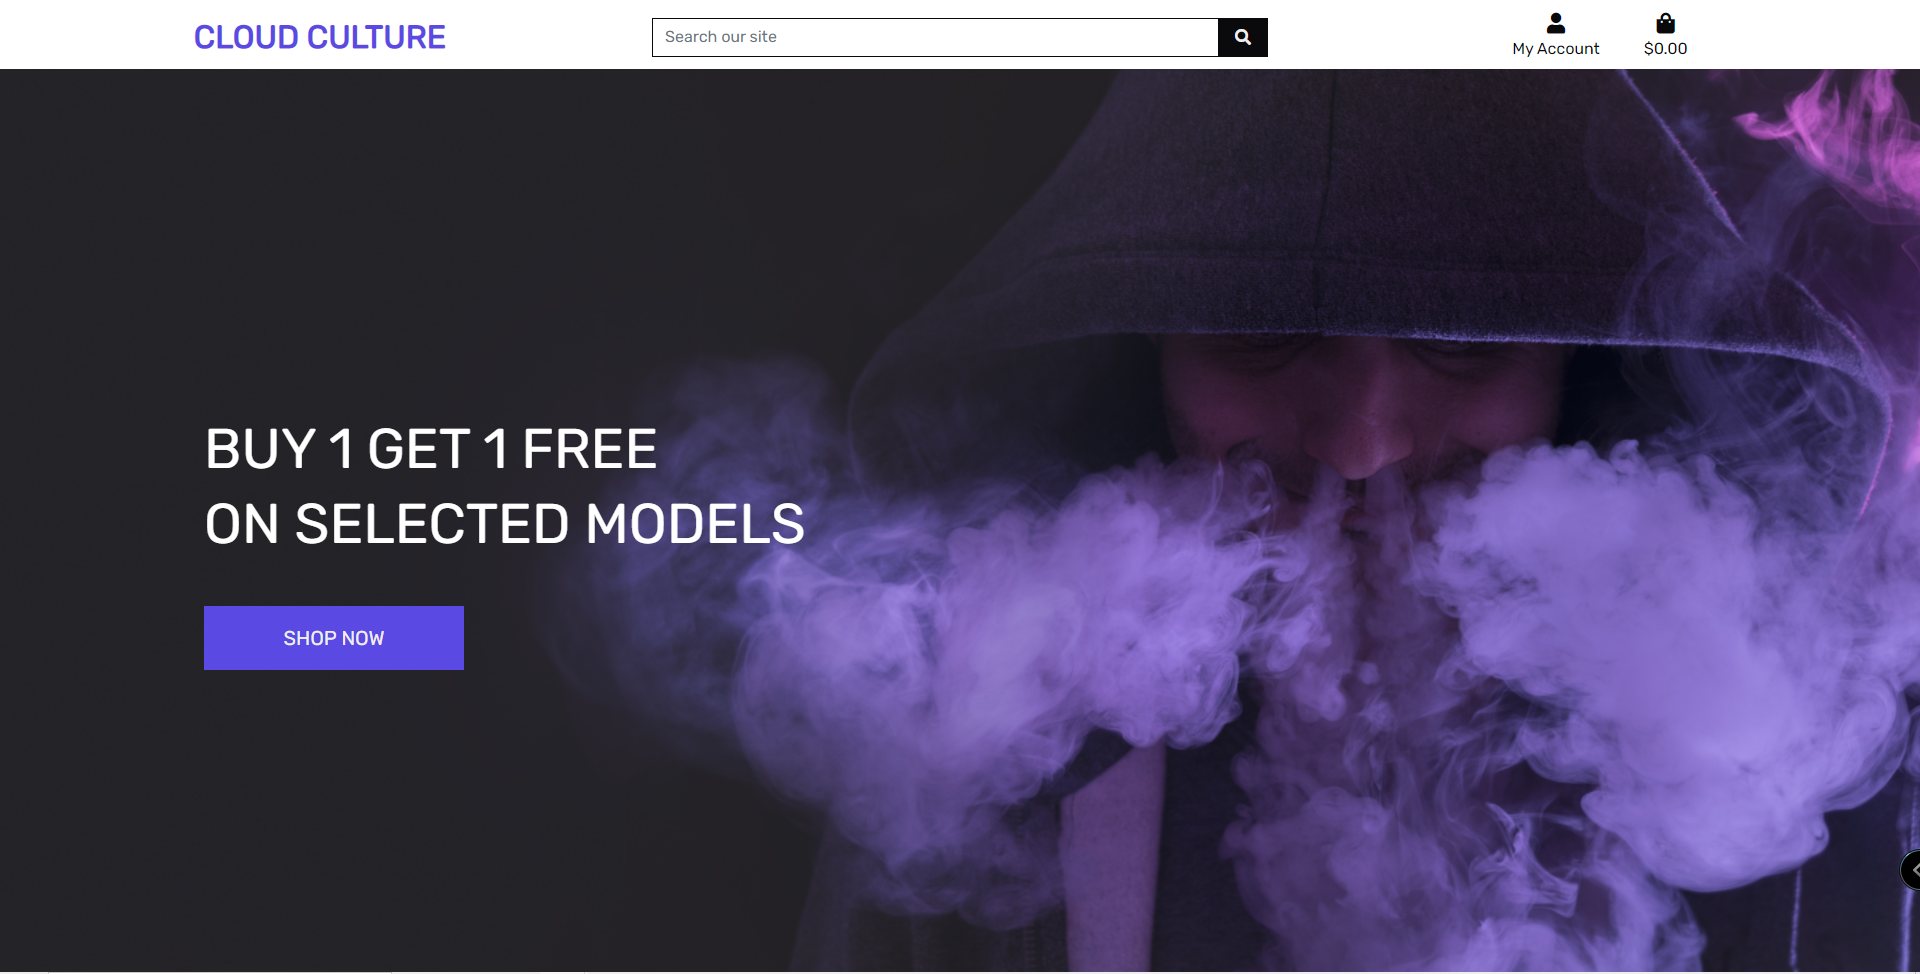 CLOUD CULTURE
Search our site
My Account
$0.00
BUY 1 GET 1 FREE
ON SELECTED MODELS
SHOP NOW